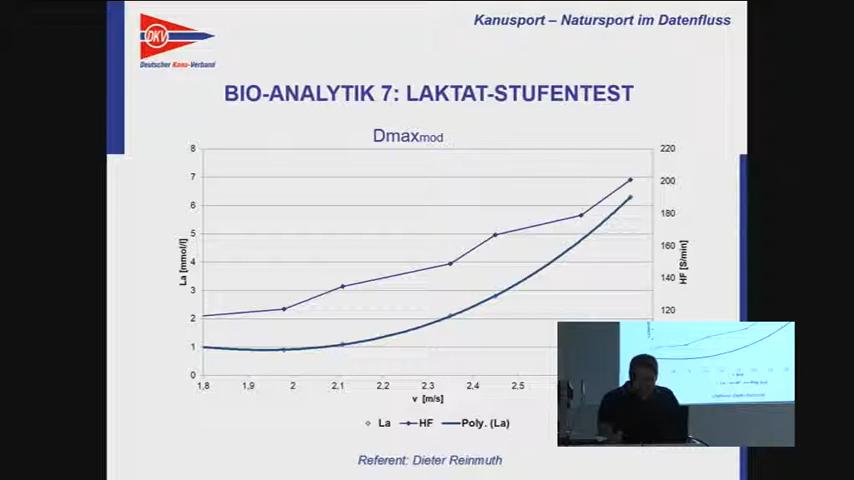 Kanusport – Natursport im Datenfluss
DKV
Deutscher Kanu-Verband
BIO-ANALYTIK 7: LAKTAT-STUFENTEST
Dmaxmod
8
7
6
5
4
3
2
1
0
La [mmol/l]
220
200
180
160
140
120
HF [S/min]
1,8 1,9 2 2,1 2,2 2,3 2,4 2,5
v [m/s]
La HF Poly. (La)
Referent: Dieter Reinmuth